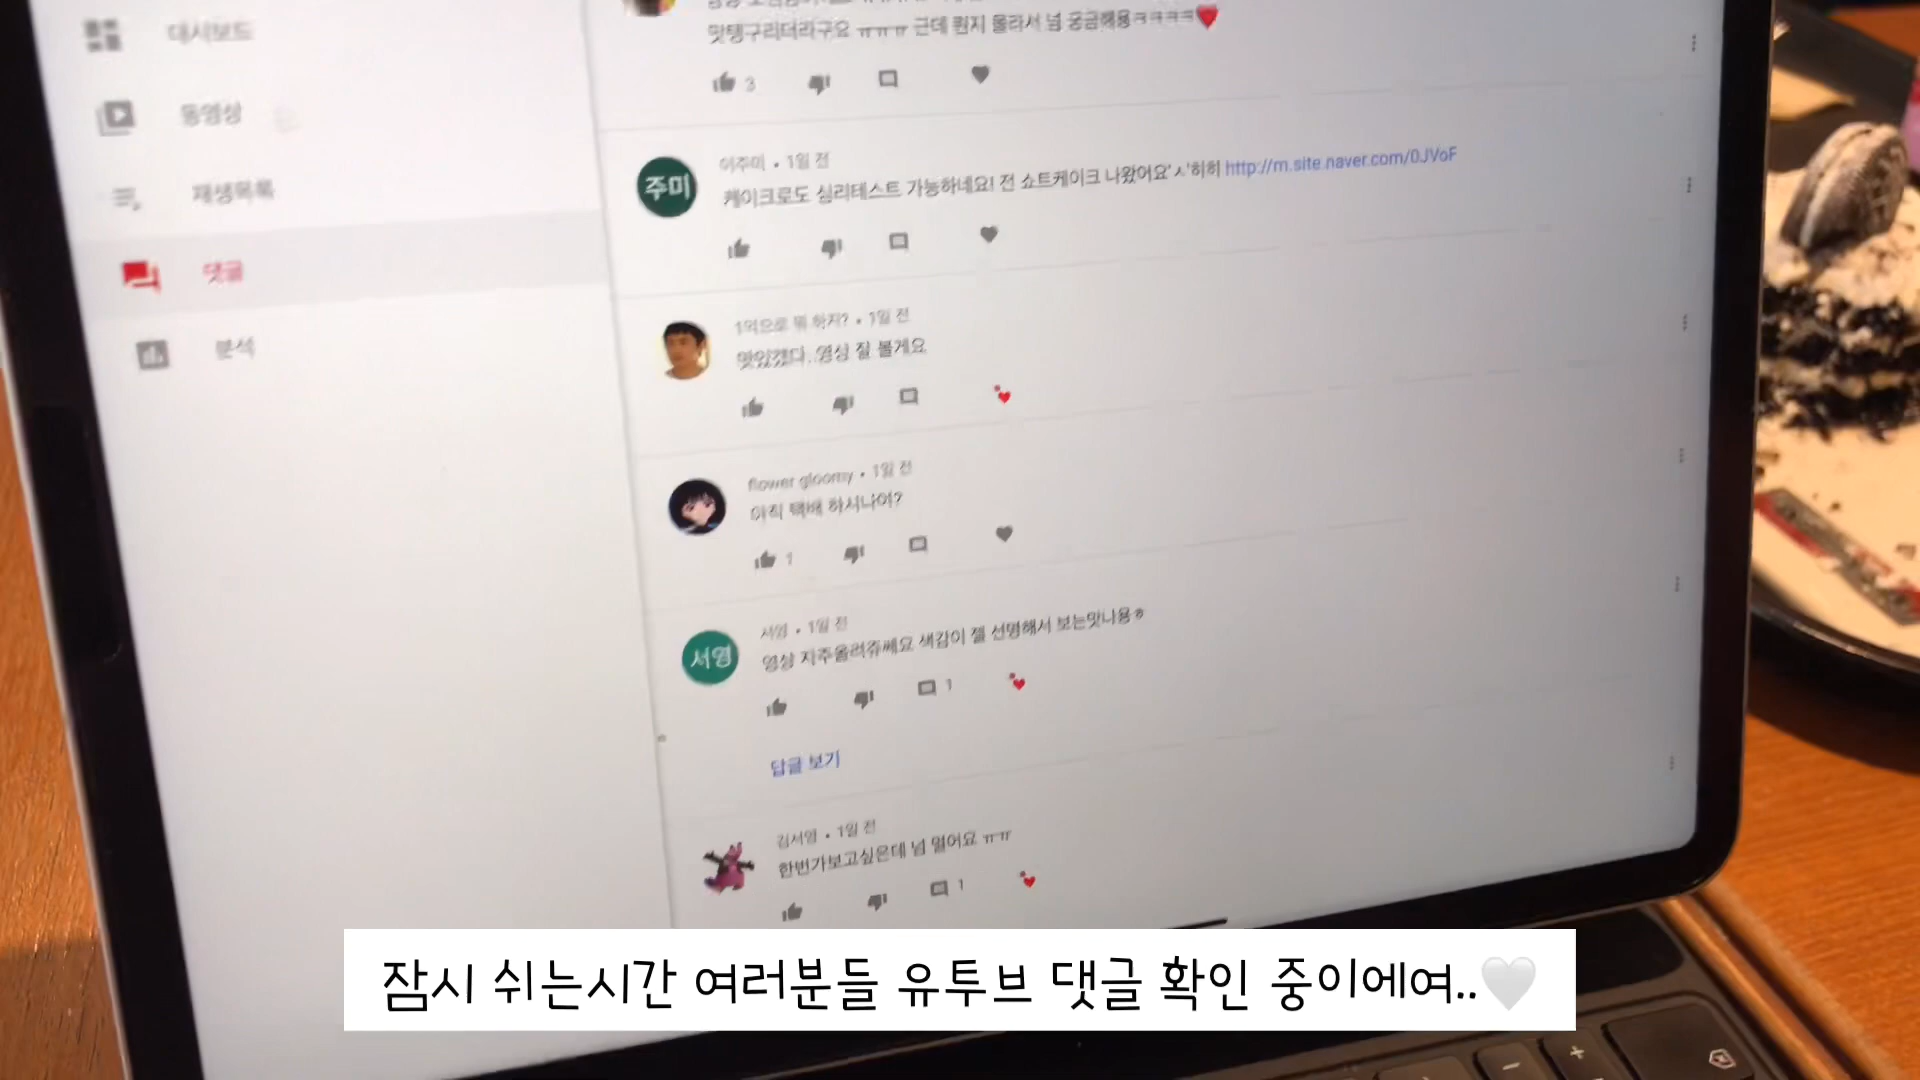 대시보드
동영상
재생목록
댓글
분석
맛탱구리더라구요 ㅠㅠㅠ 근데 뭔지 몰라서 넘 궁금해용ㅋㅋㅋㅋ❤
3
주미
이주미 • 1일 전
케이크로도 심리테스트 가능하네요! 전 쇼트케이크 나왔어요'ㅅ'히히 http://m.site.naver.com/0JVoF
1억으로 뭐 하지? • 1일 전
맛있겠다..영상 잘 볼게요
flower gloomy • 1일 전
아직 택배 하시나여?
1
서영
서영 • 1일 전
영상 자주올려쥬쎄요 색감이 젤 선명해서 보는맛나용ㅎ
1
답글 보기
김서영 • 1일 전
한번가보고싶은데 넘 멀어요 ㅠㅠ
1
잠시 쉬는시간 여러분들 유투브 댓글 확인 중이에여..🤍